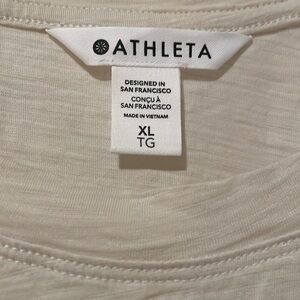 ATHLETA
DESIGNED IN
SAN FRANCISCO
CONÇU À
SAN FRANCISCO
MADE IN VIETNAM
XL
TG